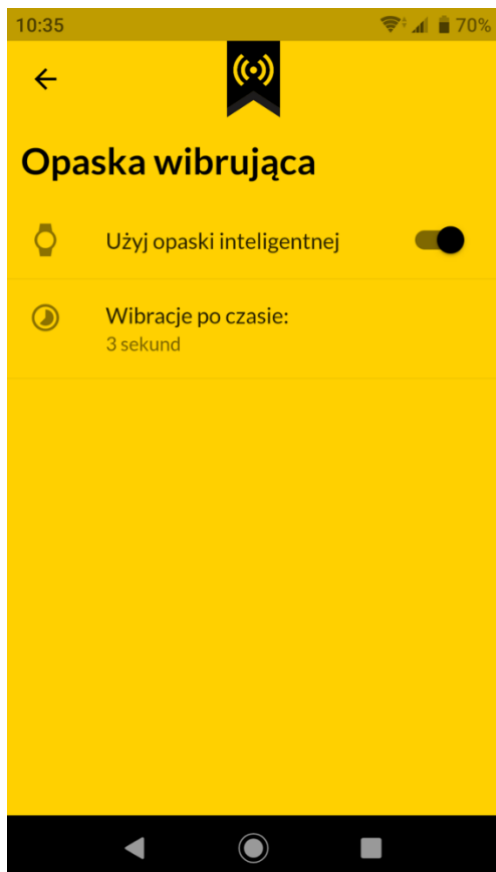 10:35 70%
Opaska wibrująca
Użyj opaski inteligentnej
Wibracje po czasie:
3 sekund